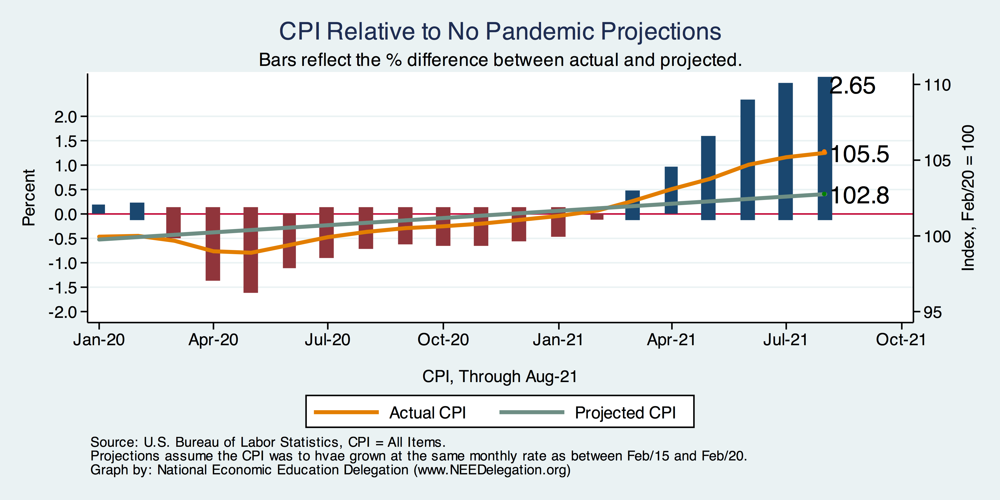 CPI Relative to No Pandemic Projections
Bars reflect the % difference between actual and projected.
2.65
110
2.0
1.5
105.5
105
1.0
0.5
102.8
0.0
-0.5
100
-1.0
-1.5
-2.0
95
Percent
Index, Feb/20 = 100
Jan-20 Apr-20 Jul-20 Oct-20 Jan-21 Apr-21 Jul-21 Oct-21
CPI, Through Aug-21
Actual CPI Projected CPI
Source: U.S. Bureau of Labor Statistics, CPI = All Items.
Projections assume the CPI was to hvae grown at the same monthly rate as between Feb/15 and Feb/20.
Graph by: National Economic Education Delegation (www.NEEDelegation.org)